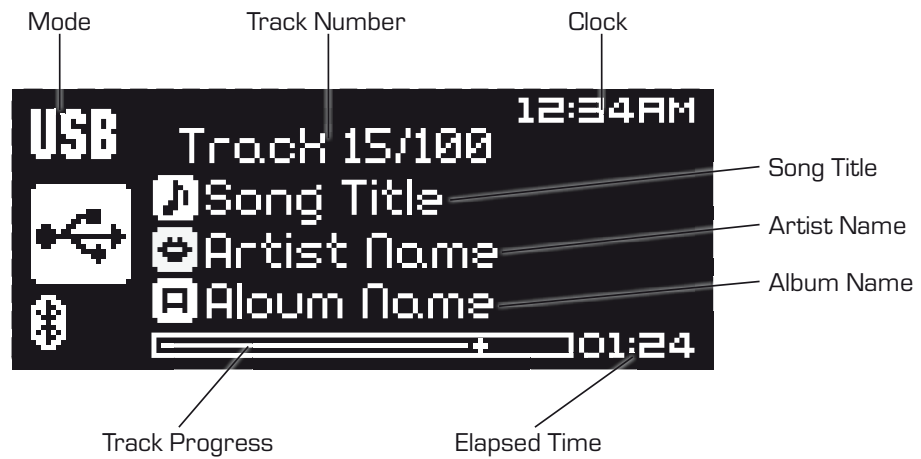 Mode Track Number Clock
12:34AM
USB
Track 15/100
Song Title
Song Title
Artist Name
Artist Name
Album Name
A Album Name
01:24
Track Progress Elapsed Time